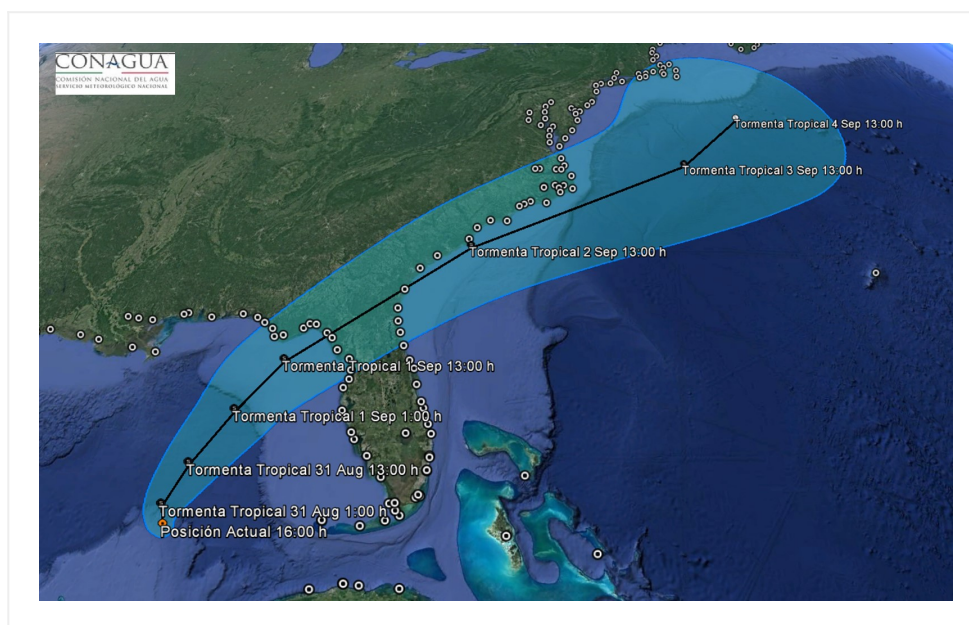 CONAGUA
COMISIÓN NACIONAL DEL AGUA
SERVICIO METEOROLÓGICO NACIONAL
Tormenta Tropical 4 Sep 13:00 h
Tormenta Tropical 3 Sep 13:00 h
Tormenta Tropical 2 Sep 13:00 h
Tormenta Tropical 1 Sep 13:00 h
Tormenta Tropical 1 Sep 1:00 h
Tormenta Tropical 31 Aug 13:00 h
Tormenta Tropical 31 Aug 1:00 h
Posición Actual 16:00 h